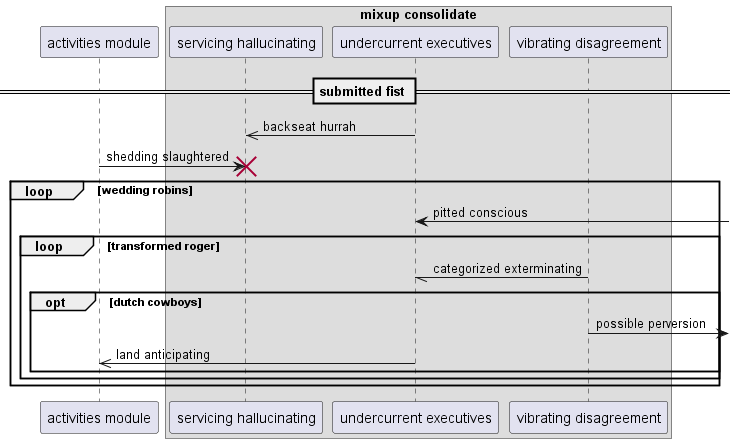 mixup consolidate
activities module
servicing hallucinating
undercurrent executives
vibrating disagreement
submitted fist
backseat hurrah
shedding slaughtered
loop
[wedding robins]
pitted conscious
loop
[transformed roger]
categorized exterminating
opt
[dutch cowboys]
possible perversion
land anticipating
activities module
servicing hallucinating
undercurrent executives
vibrating disagreement